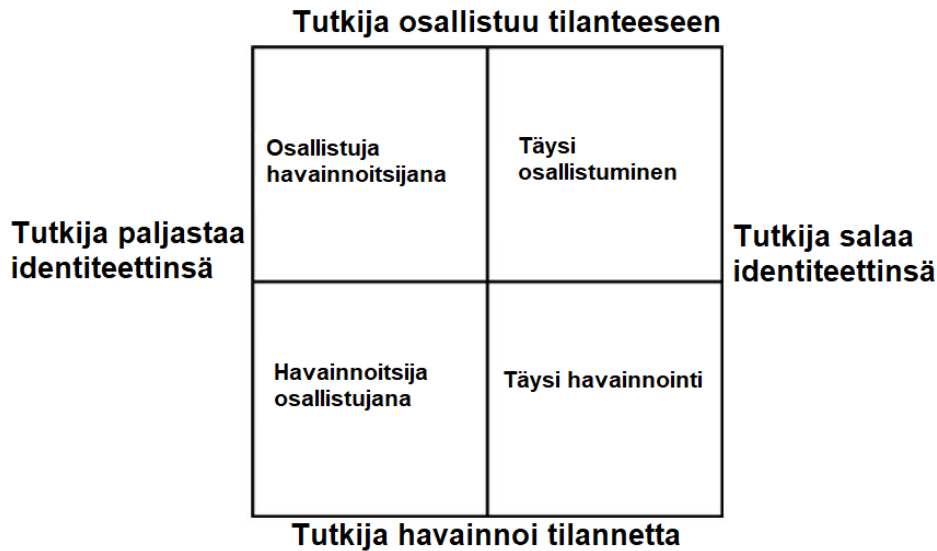 Tutkija osallistuu tilanteeseen
Osallistuja
havainnoitsijana
Täysi
osallistuminen
Tutkija paljastaa
identiteettinsä
Tutkija salaa
identiteettinsä
Havainnoitsija
osallistujana
Täysi havainnointi
Tutkija havainnoi tilannetta